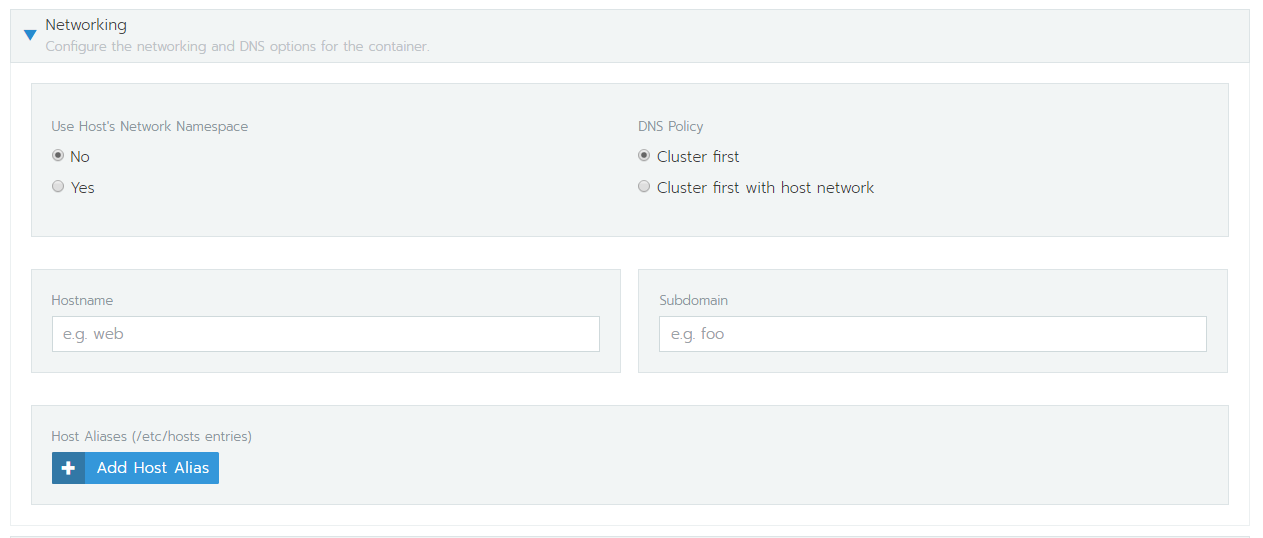 Networking
Configure the networking and DNS options for the container.
Use Host's Network Namespace
No
Yes
DNS Policy
Cluster first
Cluster first with host network
Hostname
e.g. web
Subdomain
e.g. foo
Host Aliases (/etc/hosts entries)
Add Host Alias